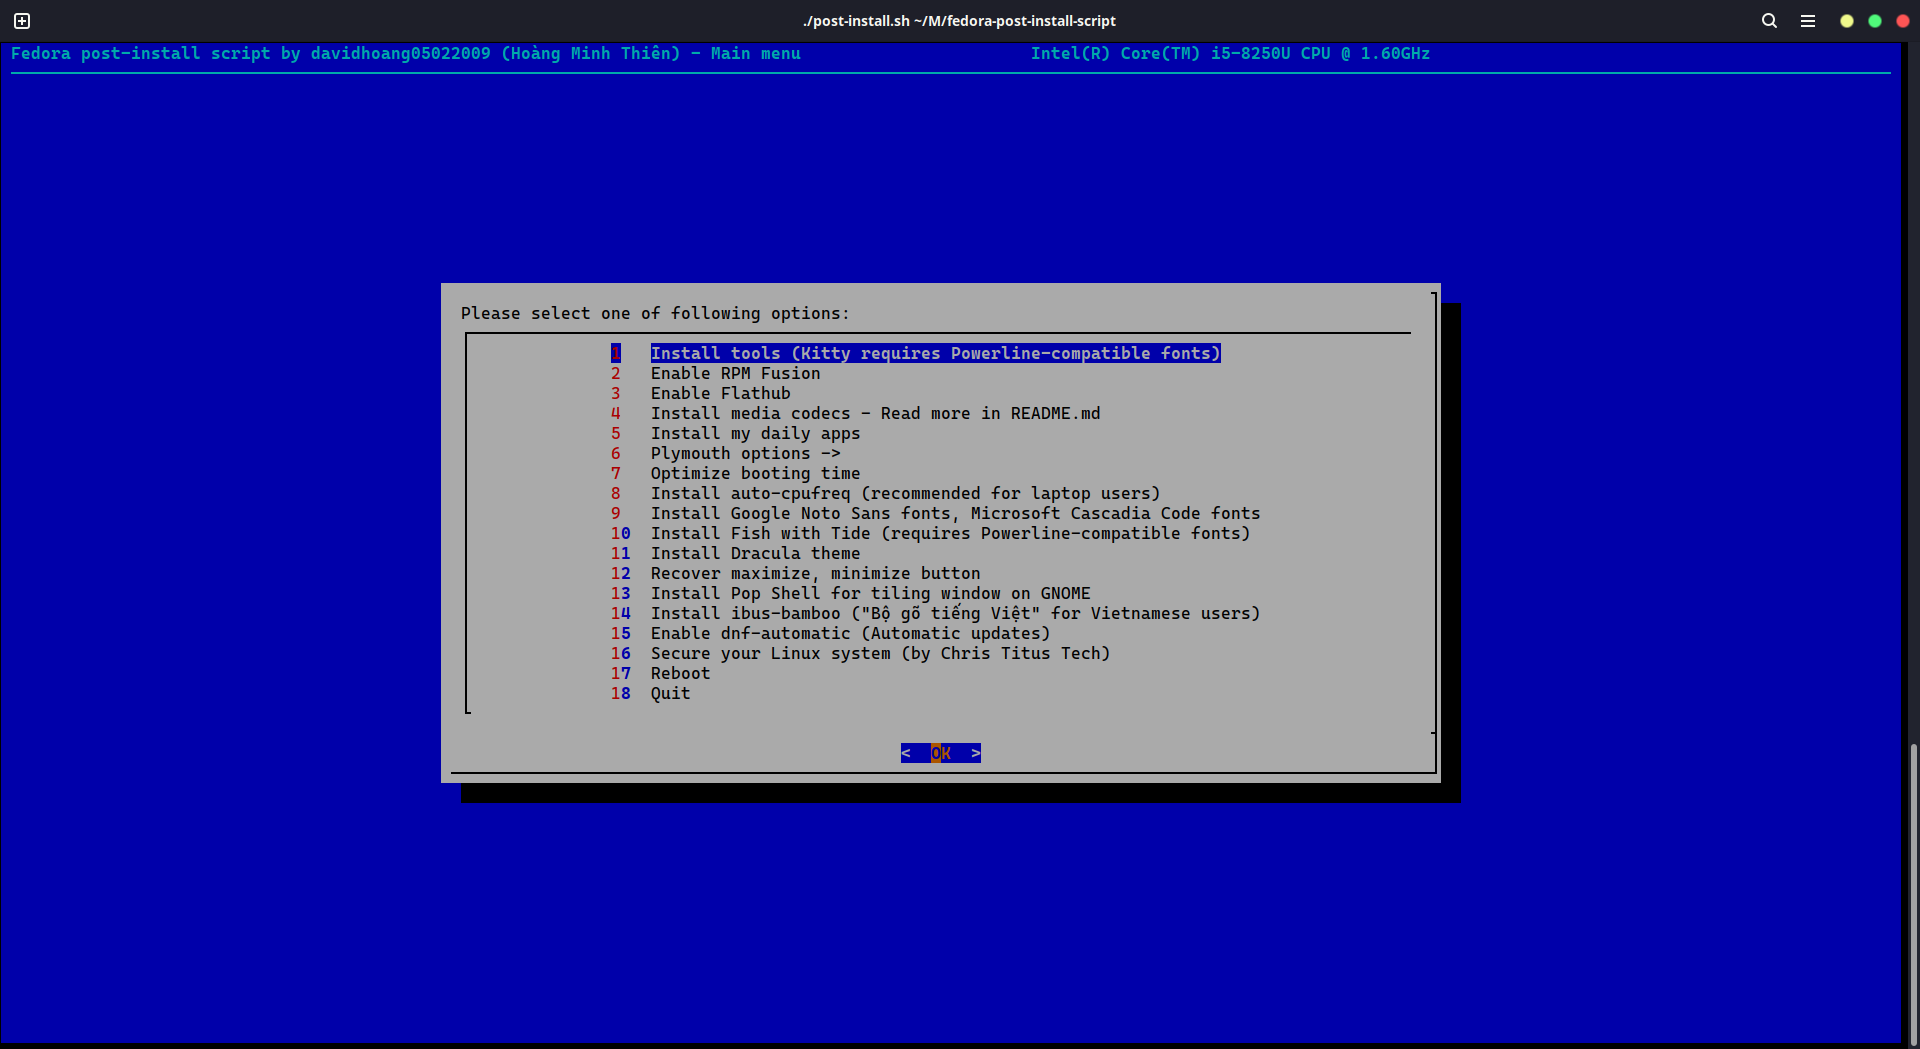 ./post-install.sh ~/M/fedora-post-install-script
Fedora post-install script by davidhoang05022009 (Hoàng Minh Thiên) - Main menu Intel(R) Core(TM) i5-8250U CPU @ 1.60GHz
Please select one of following options:
1 Install tools (Kitty requires Powerline-compatible fonts)
2 Enable RPM Fusion
3 Enable Flathub
4 Install media codecs - Read more in README.md
5 Install my daily apps
6 Plymouth options ->
7 Optimize booting time
8 Install auto-cpufreq (recommended for laptop users)
9 Install Google Noto Sans fonts, Microsoft Cascadia Code fonts
10 Install Fish with Tide (requires Powerline-compatible fonts)
11 Install Dracula theme
12 Recover maximize, minimize button
13 Install Pop Shell for tiling window on GNOME
14 Install ibus-bamboo ("Bộ gõ tiếng Việt" for Vietnamese users)
15 Enable dnf-automatic (Automatic updates)
16 Secure your Linux system (by Chris Titus Tech)
17 Reboot
18 Quit
< OK >